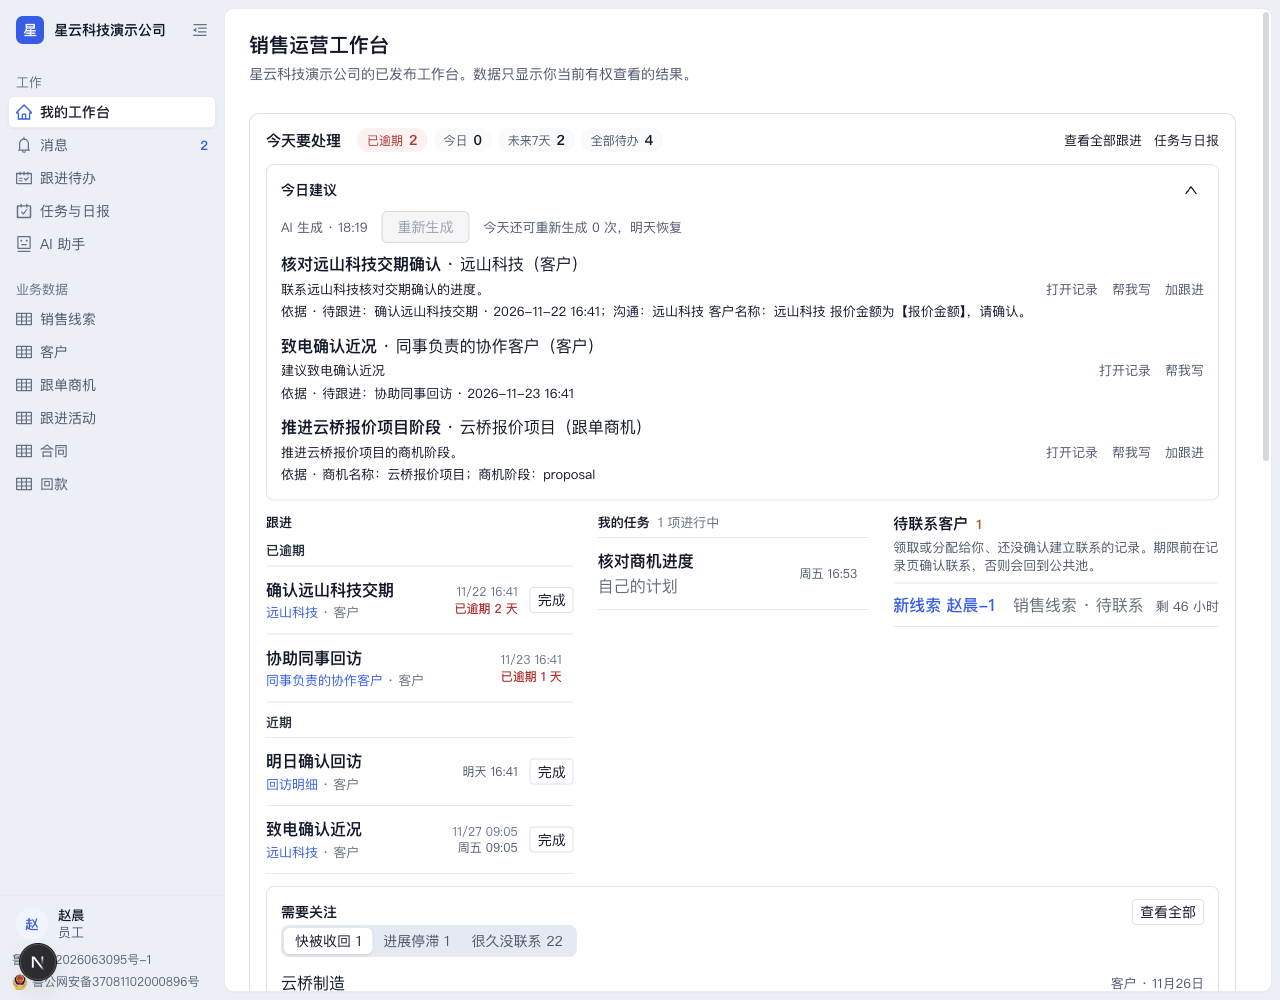 星 星云科技演示公司
工作
我的工作台
消息 2
跟进待办
任务与日报
AI 助手
业务数据
销售线索
客户
跟单商机
跟进活动
合同
回款
赵
赵晨
员工
2026063095号-1
公网安备37081102000896号
N
销售运营工作台
星云科技演示公司的已发布工作台。数据只显示你当前有权查看的结果。
今天要处理 已逾期 2 今日 0 未来7天 2 全部待办 4 查看全部跟进 任务与日报
今日建议
AI 生成 · 18:19 重新生成 今天还可重新生成 0 次，明天恢复
核对远山科技交期确认 · 远山科技（客户）
联系远山科技核对交期确认的进度。 打开记录 帮我写 加跟进
依据 · 待跟进：确认远山科技交期 · 2026-11-22 16:41；沟通：远山科技 客户名称：远山科技 报价金额为【报价金额】，请确认。
致电确认近况 · 同事负责的协作客户（客户）
建议致电确认近况 打开记录 帮我写
依据 · 待跟进：协助同事回访 · 2026-11-23 16:41
推进云桥报价项目阶段 · 云桥报价项目（跟单商机）
推进云桥报价项目的商机阶段。 打开记录 帮我写 加跟进
依据 · 商机名称：云桥报价项目；商机阶段：proposal
跟进
已逾期
确认远山科技交期 11/22 16:41 完成
远山科技 · 客户 已逾期 2 天
协助同事回访 11/23 16:41
同事负责的协作客户 · 客户 已逾期 1 天
近期
明日确认回访 明天 16:41 完成
回访明细 · 客户
致电确认近况 11/27 09:05 完成
远山科技 · 客户 周五 09:05
我的任务 1 项进行中
核对商机进度 周五 16:53
自己的计划
待联系客户 1
领取或分配给你、还没确认建立联系的记录。期限前在记
录页确认联系，否则会回到公共池。
新线索 赵晨-1 销售线索 · 待联系 剩 46 小时
需要关注 查看全部
快被收回 1 进展停滞 1 很久没联系 22
云桥制造 客户 · 11月26日